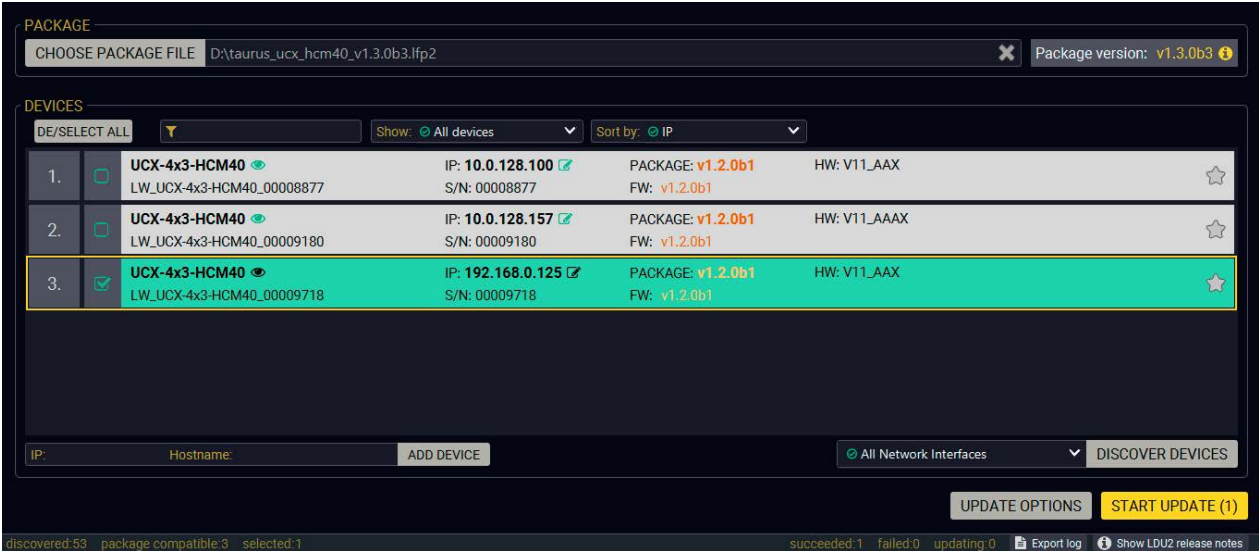 PACKAGE
CHOOSE PACKAGE FILE D:\taurus_ucx_hcm40_v1.3.0b3.lfp2 Package version: v1.3.0b3
DEVICES
DE/SELECT ALL Show: All devices Sort by: IP
1. UCX-4x3-HCM40 IP: 10.0.128.100 PACKAGE: v1.2.0b1 HW: V11_AAX
LW_UCX-4x3-HCM40_00008877 S/N: 00008877 FW: v1.2.0b1
2. UCX-4x3-HCM40 IP: 10.0.128.157 PACKAGE: v1.2.0b1 HW: V11_AAAX
LW_UCX-4x3-HCM40_00009180 S/N: 00009180 FW: v1.2.0b1
3. UCX-4x3-HCM40 IP: 192.168.0.125 PACKAGE: v1.2.0b1 HW: V11_AAX
LW_UCX-4x3-HCM40_00009718 S/N: 00009718 FW: v1.2.0b1
IP: Hostname: ADD DEVICE All Network Interfaces DISCOVER DEVICES
UPDATE OPTIONS START UPDATE (1)
discovered:53 package compatible:3 selected:1 succeeded:1 failed:0 updating:0 Export log Show LDU2 release notes